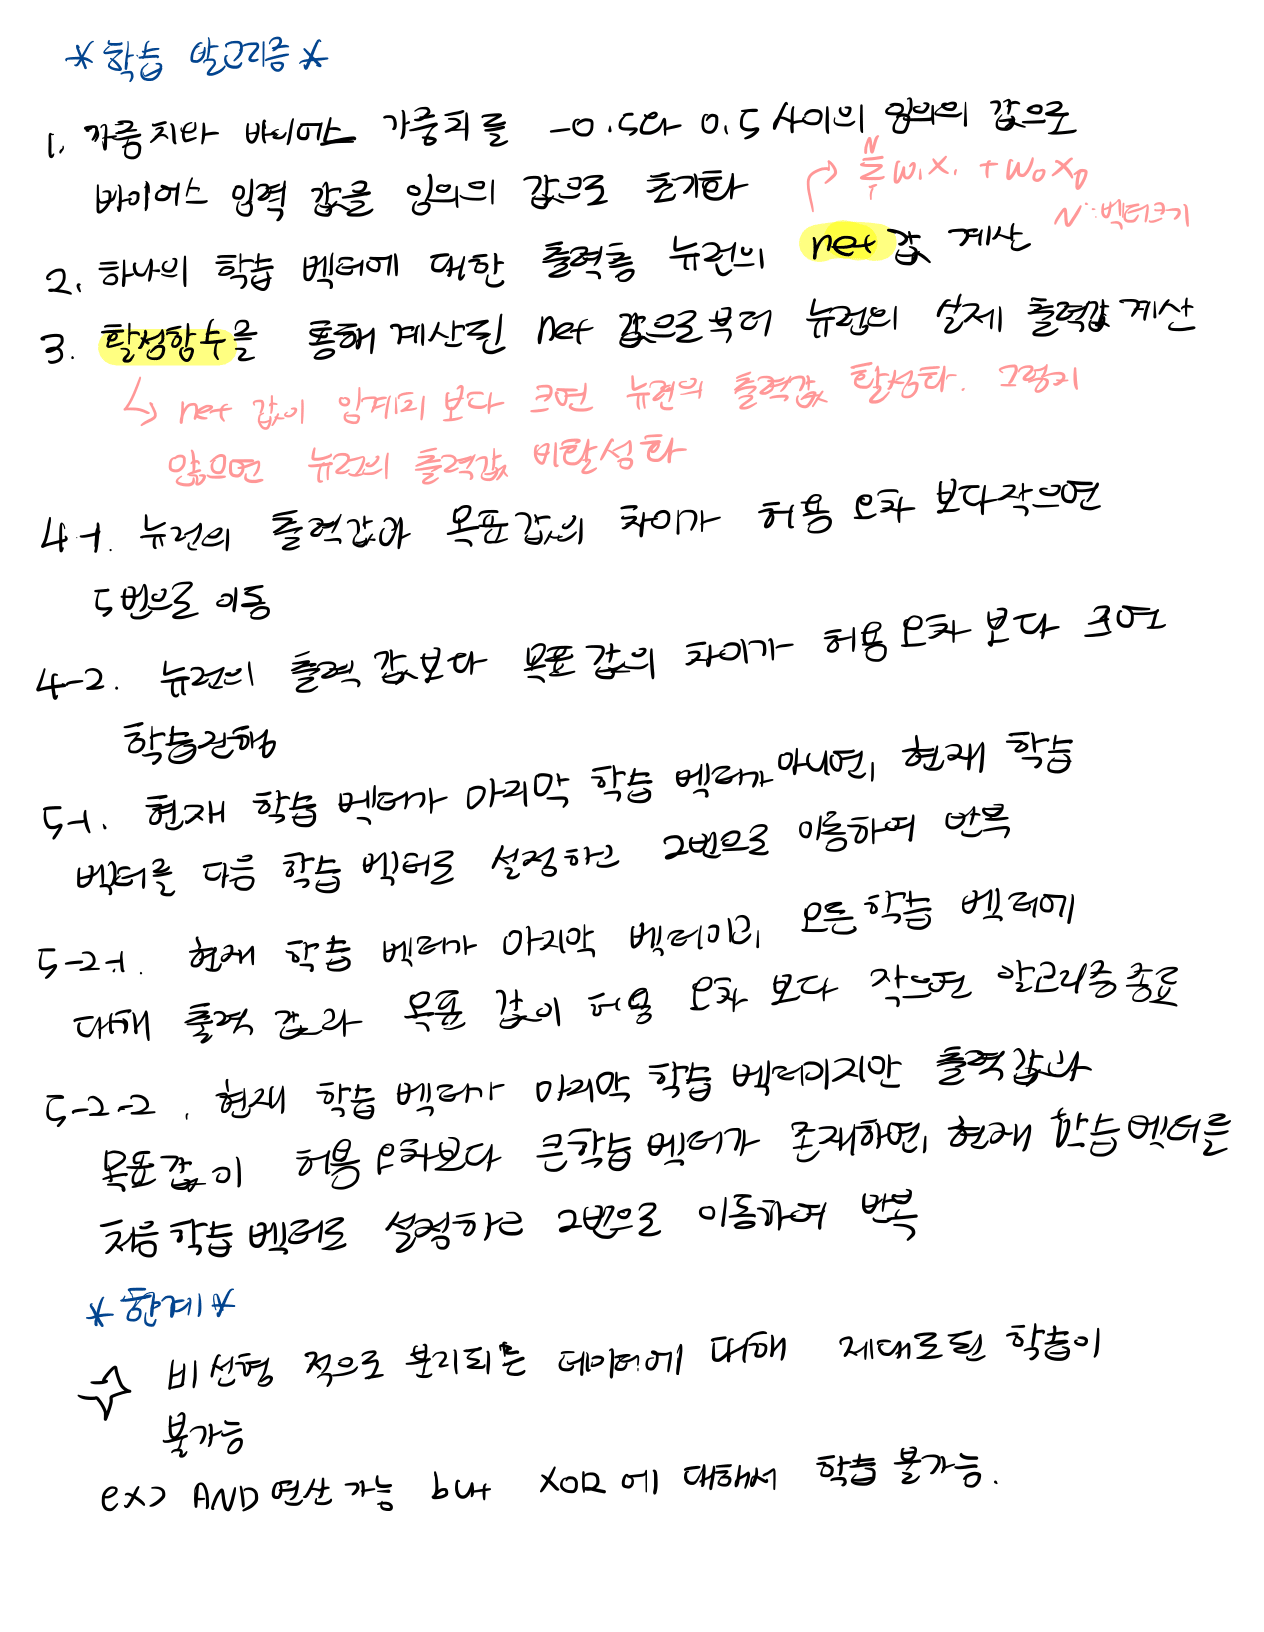 *학습 알고리즘*
1. 가중치와 바이어스 가중치를 -0.5와 0.5 사이의 임의의 값으로
바이어스 입력 값을 임의의 값으로 초기화
N
Σ WiXi + W0X0
1
N : 벡터크기
2. 하나의 학습 벡터에 대한 출력층 뉴런의 net 값 계산
3. 활성함수를 통해 계산된 net 값으로부터 뉴런의 실제 출력값 계산
↳ net 값이 임계치 보다 크면 뉴런의 출력값 활성화. 그렇지
않으면 뉴런의 출력값 비활성화
4-1. 뉴런의 출력값과 목표 값의 차이가 허용 오차 보다 작으면
5번으로 이동
4-2. 뉴런의 출력 값보다 목표 값의 차이가 허용 오차 보다 크면
학습진행
5-1. 현재 학습 벡터가 마지막 학습 벡터가 아니면, 현재 학습
벡터를 다음 학습 벡터로 설정하고 2번으로 이동하여 반복
5-2-1. 현재 학습 벡터가 마지막 벡터이고, 모든 학습 벡터에
대해 출력 값과 목표 값이 허용 오차 보다 작으면 알고리즘 종료
5-2-2. 현재 학습 벡터가 마지막 학습 벡터이지만 출력값과
목표값이 허용 오차보다 큰 학습 벡터가 존재하면, 현재 학습 벡터를
처음 학습 벡터로 설정하고 2번으로 이동하여 반복
*한계*
비선형 적으로 분리되는 데이터에 대해 제대로된 학습이
불가능
ex) AND 연산 가능 but XOR에 대해서 학습 불가능.